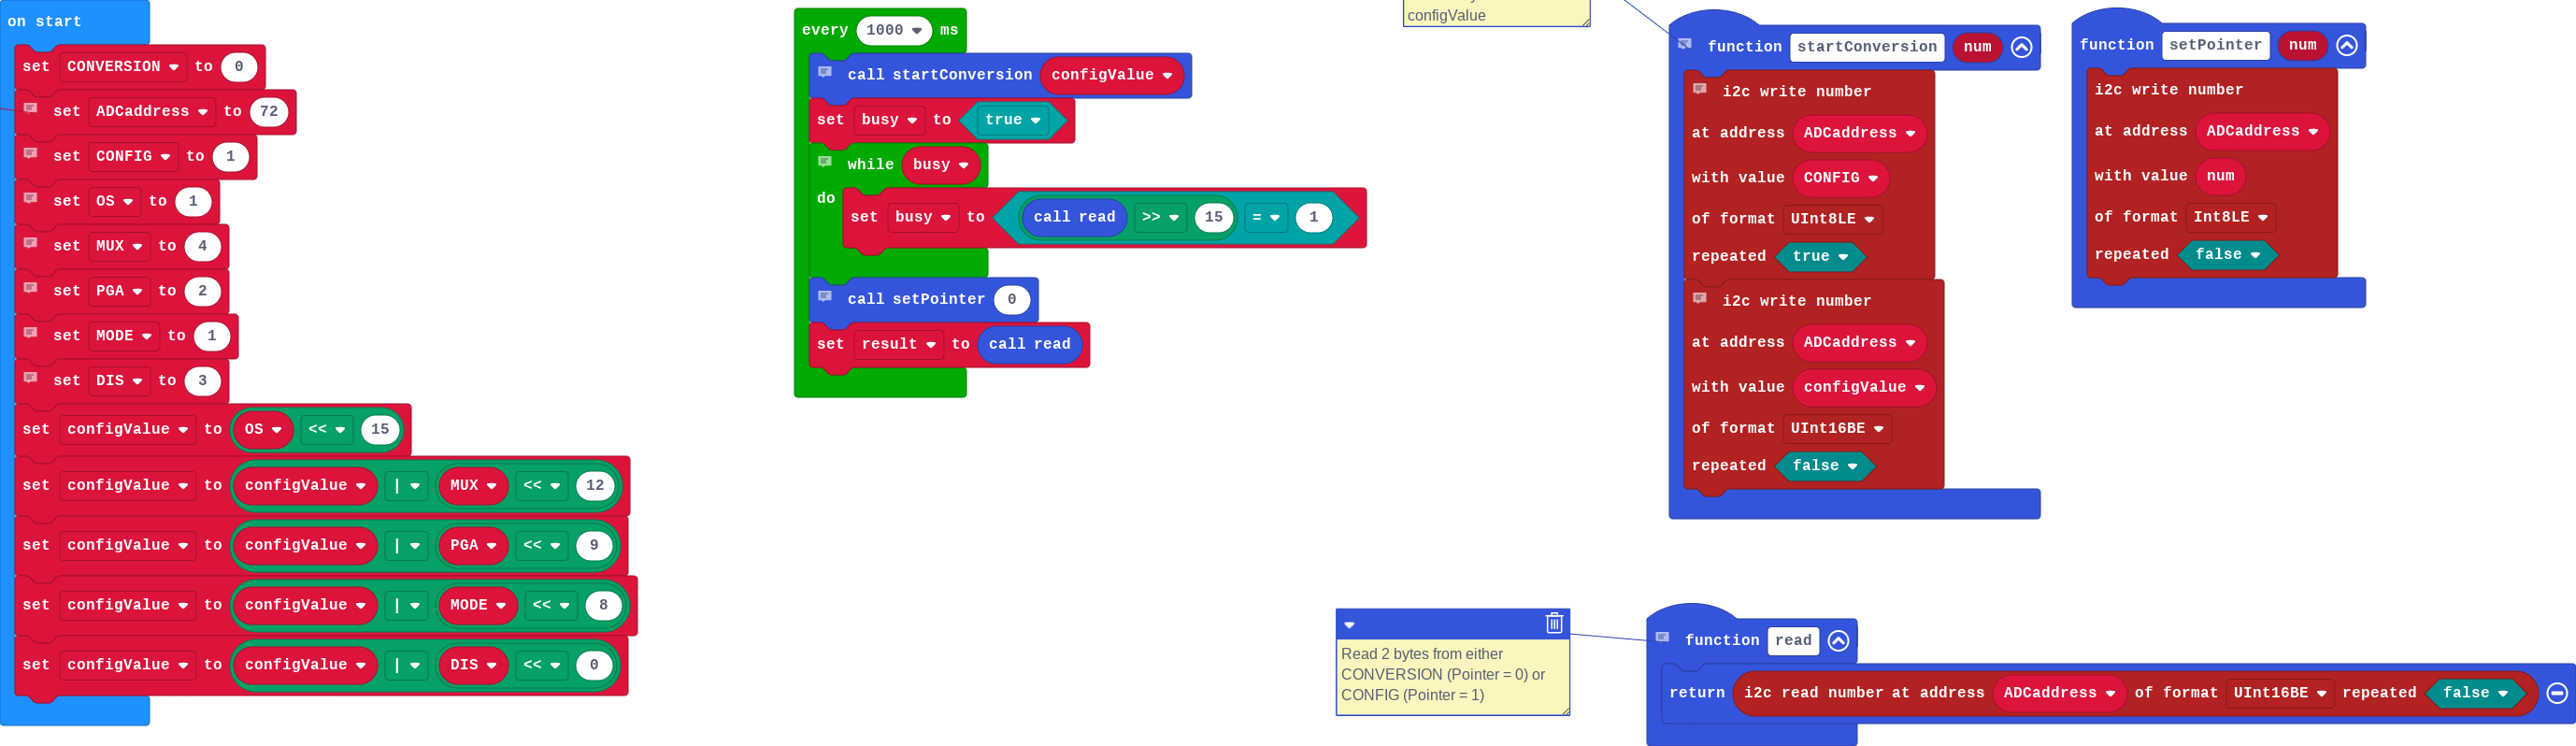 on start
set CONVERSION to 0
set ADCaddress to 72
set CONFIG to 1
set OS to 1
set MUX to 4
set PGA to 2
set MODE to 1
set DIS to 3
set configValue to OS << 15
set configValue to configValue | MUX << 12
set configValue to configValue | PGA << 9
set configValue to configValue | MODE << 8
set configValue to configValue | DIS << 0
every 1000 ms
call startConversion configValue
set busy to true
while busy
do set busy to call read >> 15 = 1
call setPointer 0
set result to call read
configValue
function startConversion num
i2c write number
at address ADCaddress
with value CONFIG
of format UInt8LE
repeated true
i2c write number
at address ADCaddress
with value configValue
of format UInt16BE
repeated false
function setPointer num
i2c write number
at address ADCaddress
with value num
of format Int8LE
repeated false
Read 2 bytes from either
CONVERSION (Pointer = 0) or
CONFIG (Pointer = 1)
function read
return i2c read number at address ADCaddress of format UInt16BE repeated false